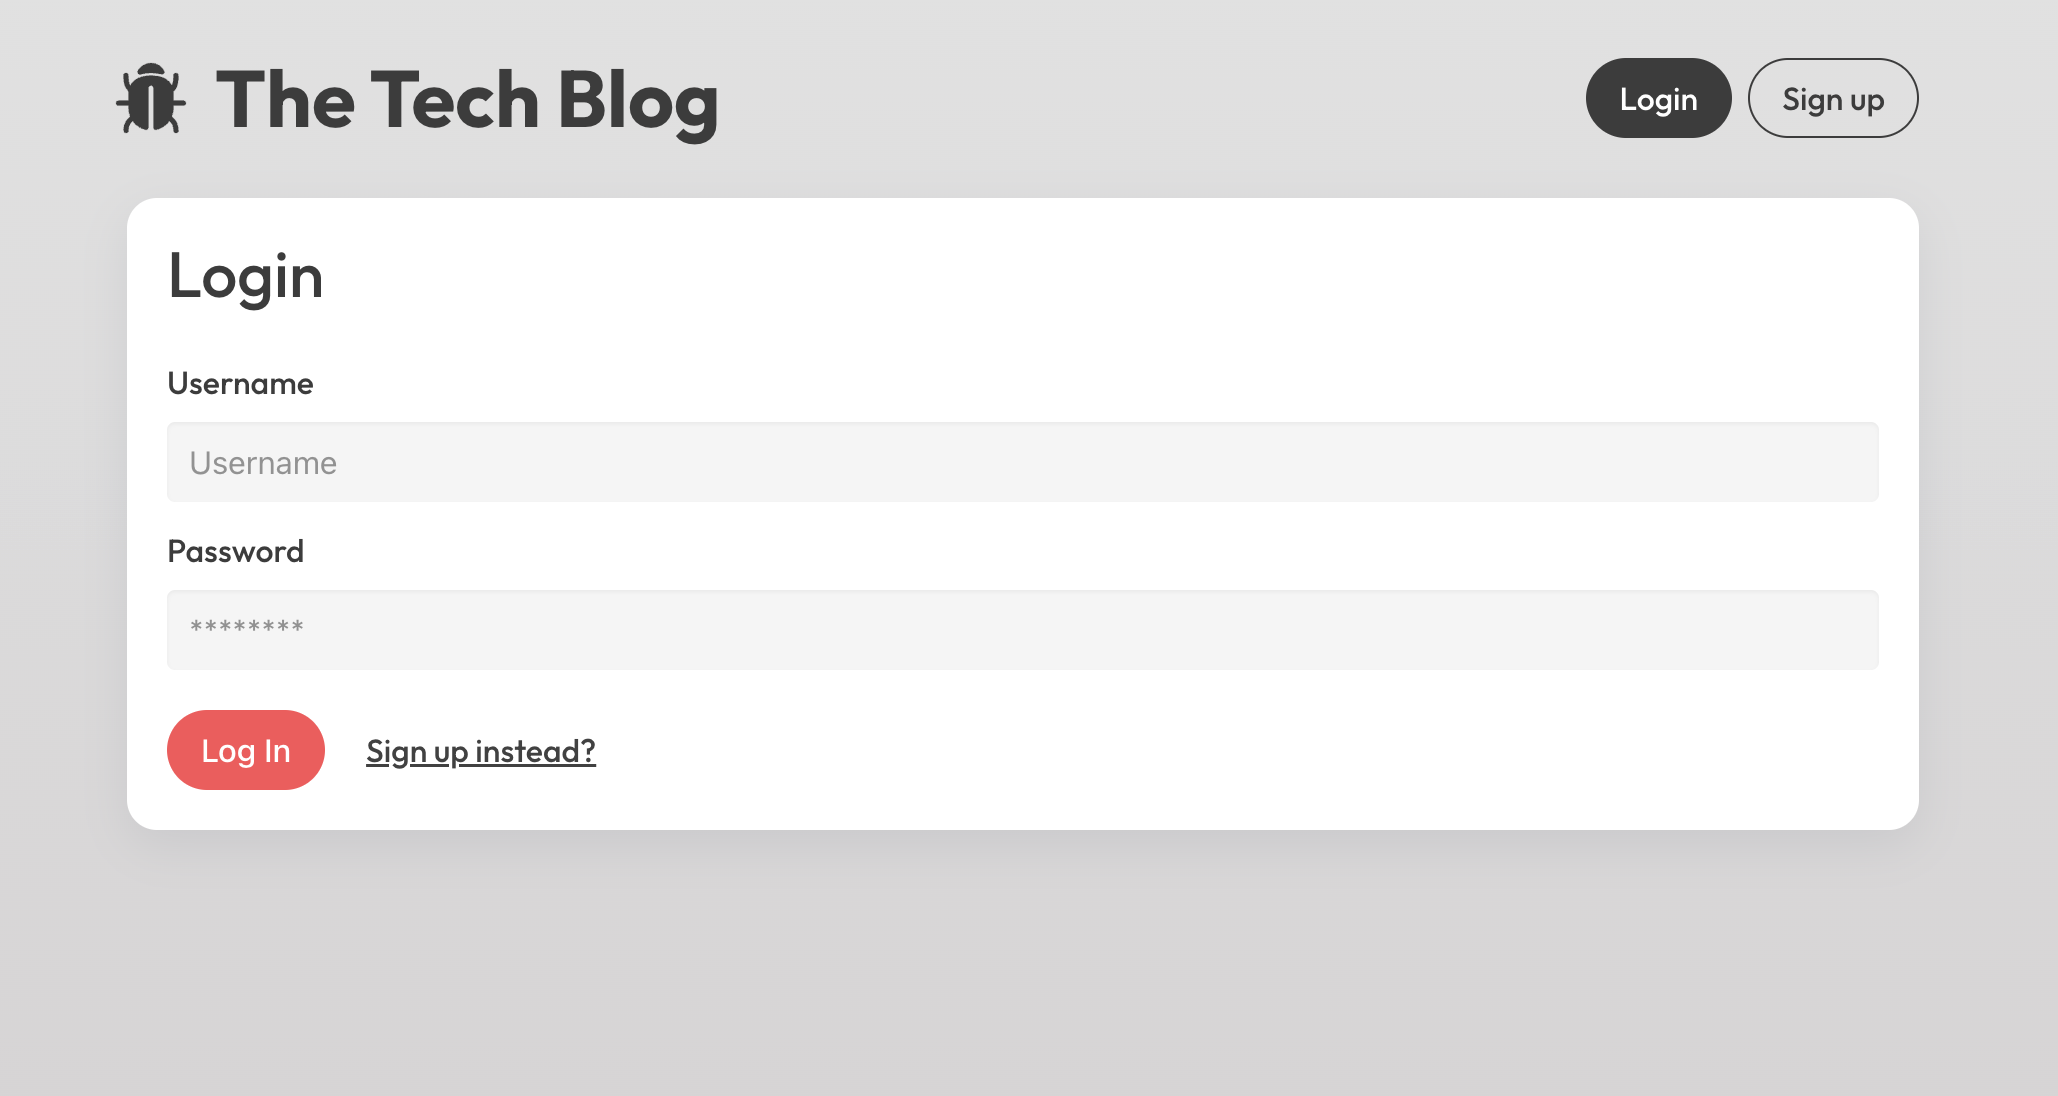 The Tech Blog
Login
Sign up
Login
Username
Username
Password
********
Log In
Sign up instead?